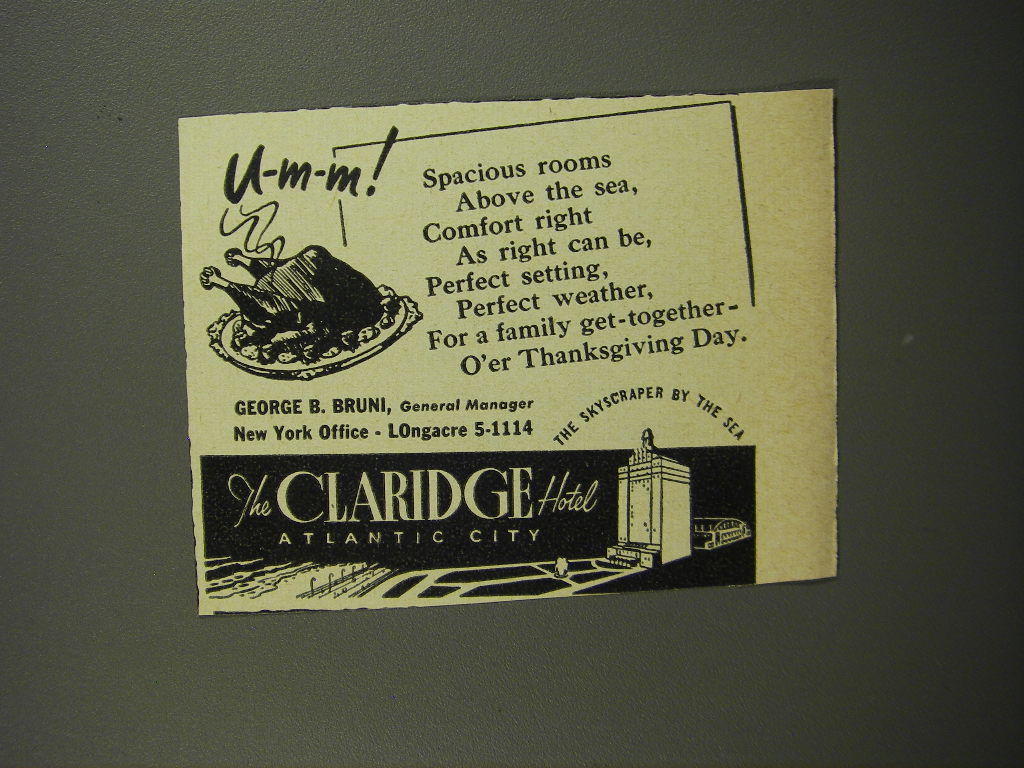 U-m-m!
Spacious rooms
Above the sea,
Comfort right
As right can be,
Perfect setting,
Perfect weather,
For a family get-together-
O'er Thanksgiving Day.
GEORGE B. BRUNI, General Manager
New York Office - LOngacre 5-1114
THE SKYSCRAPER BY THE SEA
The CLARIDGE Hotel
ATLANTIC CITY